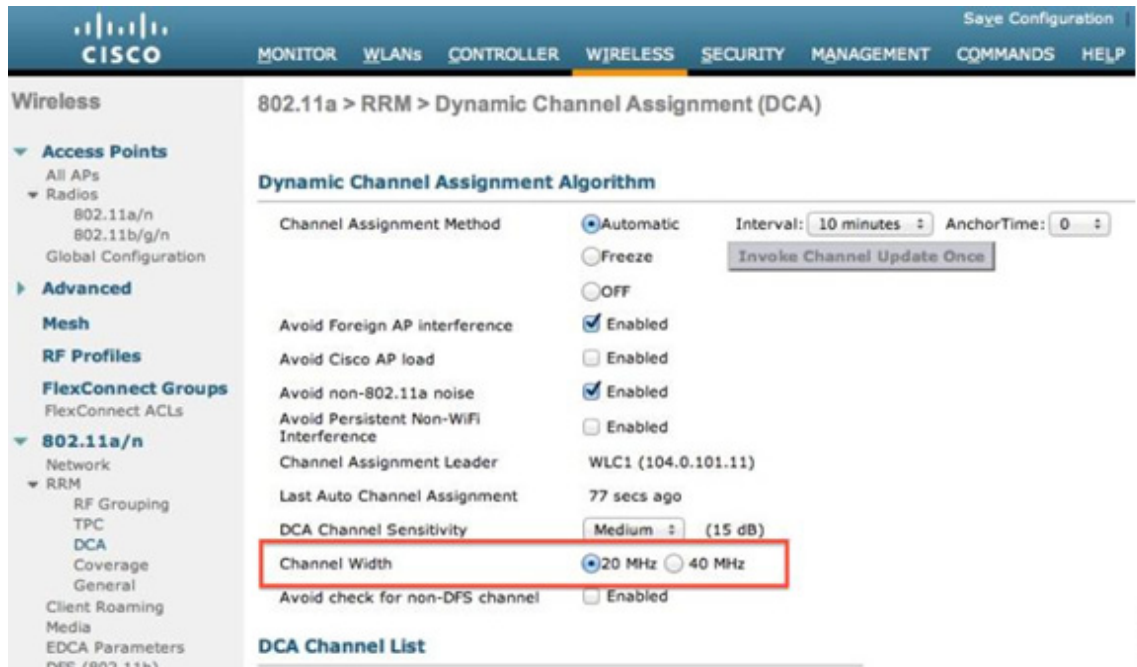 Save Configuration
CISCO
MONITOR WLANs CONTROLLER WIRELESS SECURITY MANAGEMENT COMMANDS HELP
Wireless
Access Points
All APs
Radios
802.11a/n
802.11b/g/n
Global Configuration
Advanced
Mesh
RF Profiles
FlexConnect Groups
FlexConnect ACLs
802.11a/n
Network
RRM
RF Grouping
TPC
DCA
Coverage
General
Client Roaming
Media
EDCA Parameters
DFS (802.11h)
802.11a > RRM > Dynamic Channel Assignment (DCA)
Dynamic Channel Assignment Algorithm
Channel Assignment Method Automatic Interval: 10 minutes AnchorTime: 0
Freeze Invoke Channel Update Once
OFF
Avoid Foreign AP interference Enabled
Avoid Cisco AP load Enabled
Avoid non-802.11a noise Enabled
Avoid Persistent Non-WiFi
Interference Enabled
Channel Assignment Leader WLC1 (104.0.101.11)
Last Auto Channel Assignment 77 secs ago
DCA Channel Sensitivity Medium (15 dB)
Channel Width 20 MHz 40 MHz
Avoid check for non-DFS channel Enabled
DCA Channel List